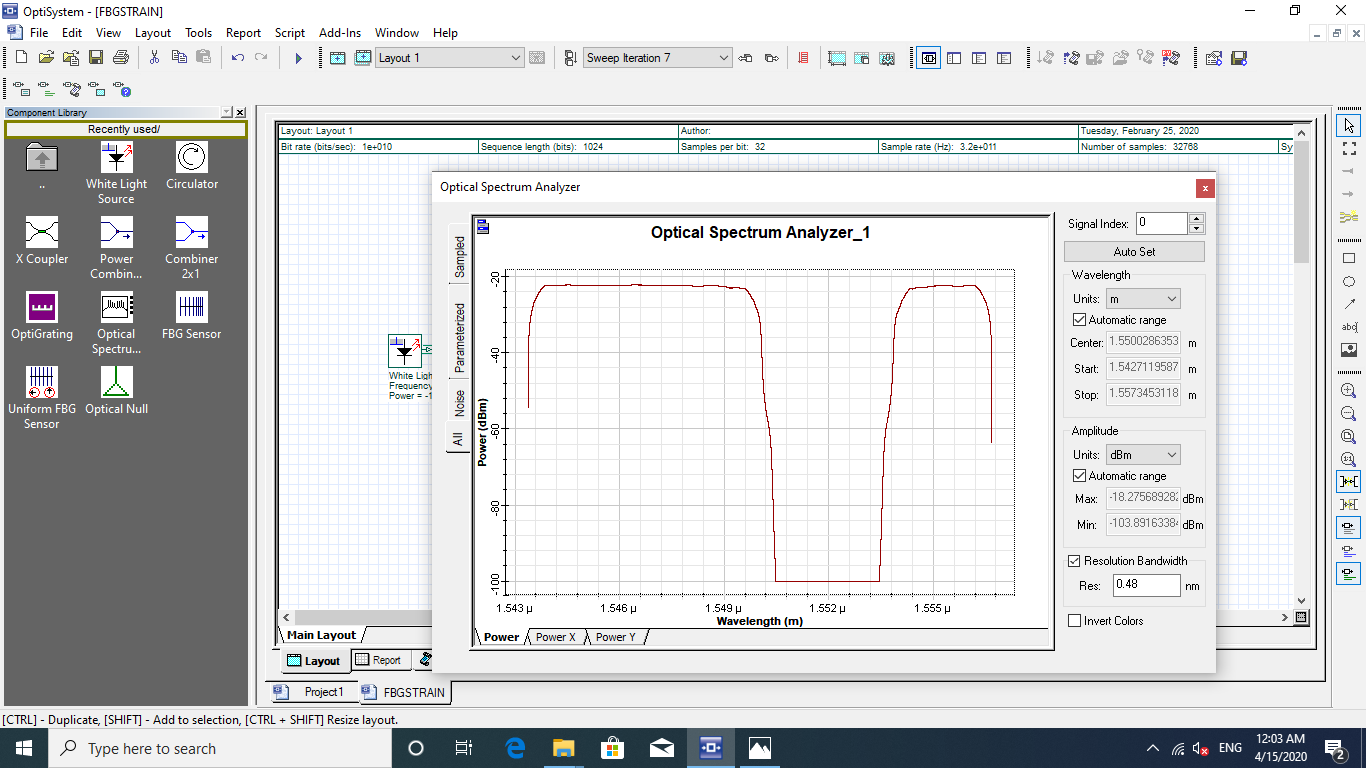 OptiSystem - [FBGSTRAIN]
File Edit View Layout Tools Report Script Add-Ins Window Help
Layout 1
Sweep Iteration 7
Component Library
Recently used/
..
White Light Source
Circulator
X Coupler
Power Combin...
Combiner 2x1
OptiGrating
Optical Spectru...
FBG Sensor
Uniform FBG Sensor
Optical Null
Layout: Layout 1
Author:
Tuesday, February 25, 2020
Bit rate (bits/sec): 1e+010
Sequence length (bits): 1024
Samples per bit: 32
Sample rate (Hz): 3.2e+011
Number of samples: 32768
Sy
White Ligh
Frequency
Power = -1
Optical Spectrum Analyzer
x
Sampled
Parameterized
Noise
All
Optical Spectrum Analyzer_1
Power (dBm)
-20
-40
-60
-80
-100
1.543 µ 1.546 µ 1.549 µ 1.552 µ 1.555 µ
Wavelength (m)
Power
Power X
Power Y
Signal Index: 0
Auto Set
Wavelength
Units: m
Automatic range
Center: 1.5500286353 m
Start: 1.5427119587 m
Stop: 1.5573453118 m
Amplitude
Units: dBm
Automatic range
Max: -18.27568928 dBm
Min: -103.8916338 dBm
Resolution Bandwidth
Res: 0.48 nm
Invert Colors
abc
1:1
Main Layout
Layout
Report
Project1
FBGSTRAIN
[CTRL] - Duplicate, [SHIFT] - Add to selection, [CTRL + SHIFT] Resize layout.
Type here to search
ENG
12:03 AM
4/15/2020
2